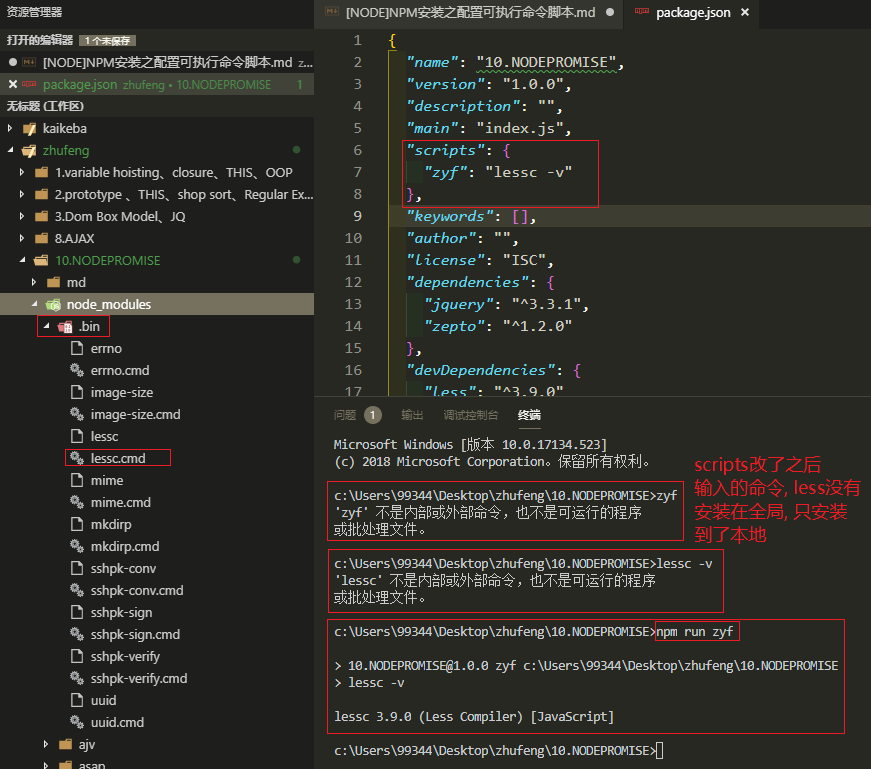 资源管理器
打开的编辑器 1 个未保存
[NODE]NPM安装之配置可执行命令脚本.md z...
package.json zhufeng • 10.NODEPROMISE 1
无标题 (工作区)
kaikeba
zhufeng
1.variable hoisting、closure、THIS、OOP
2.prototype 、THIS、shop sort、Regular Ex...
3.Dom Box Model、JQ
8.AJAX
10.NODEPROMISE
md
node_modules
.bin
errno
errno.cmd
image-size
image-size.cmd
lessc
lessc.cmd
mime
mime.cmd
mkdirp
mkdirp.cmd
sshpk-conv
sshpk-conv.cmd
sshpk-sign
sshpk-sign.cmd
sshpk-verify
sshpk-verify.cmd
uuid
uuid.cmd
ajv
asap
[NODE]NPM安装之配置可执行命令脚本.md
package.json
1 {
2 "name": "10.NODEPROMISE",
3 "version": "1.0.0",
4 "description": "",
5 "main": "index.js",
6 "scripts": {
7 "zyf": "lessc -v"
8 },
9 "keywords": [],
10 "author": "",
11 "license": "ISC",
12 "dependencies": {
13 "jquery": "^3.3.1",
14 "zepto": "^1.2.0"
15 },
16 "devDependencies": {
17 "less": "^3.9.0"
问题 1 输出 调试控制台 终端
Microsoft Windows [版本 10.0.17134.523]
(c) 2018 Microsoft Corporation。保留所有权利。
c:\Users\99344\Desktop\zhufeng\10.NODEPROMISE>zyf
'zyf' 不是内部或外部命令，也不是可运行的程序
或批处理文件。
c:\Users\99344\Desktop\zhufeng\10.NODEPROMISE>lessc -v
'lessc' 不是内部或外部命令，也不是可运行的程序
或批处理文件。
c:\Users\99344\Desktop\zhufeng\10.NODEPROMISE>npm run zyf
> 10.NODEPROMISE@1.0.0 zyf c:\Users\99344\Desktop\zhufeng\10.NODEPROMISE
> lessc -v
lessc 3.9.0 (Less Compiler) [JavaScript]
c:\Users\99344\Desktop\zhufeng\10.NODEPROMISE>
scripts改了之后
输入的命令, less没有
安装在全局, 只安装
到了本地